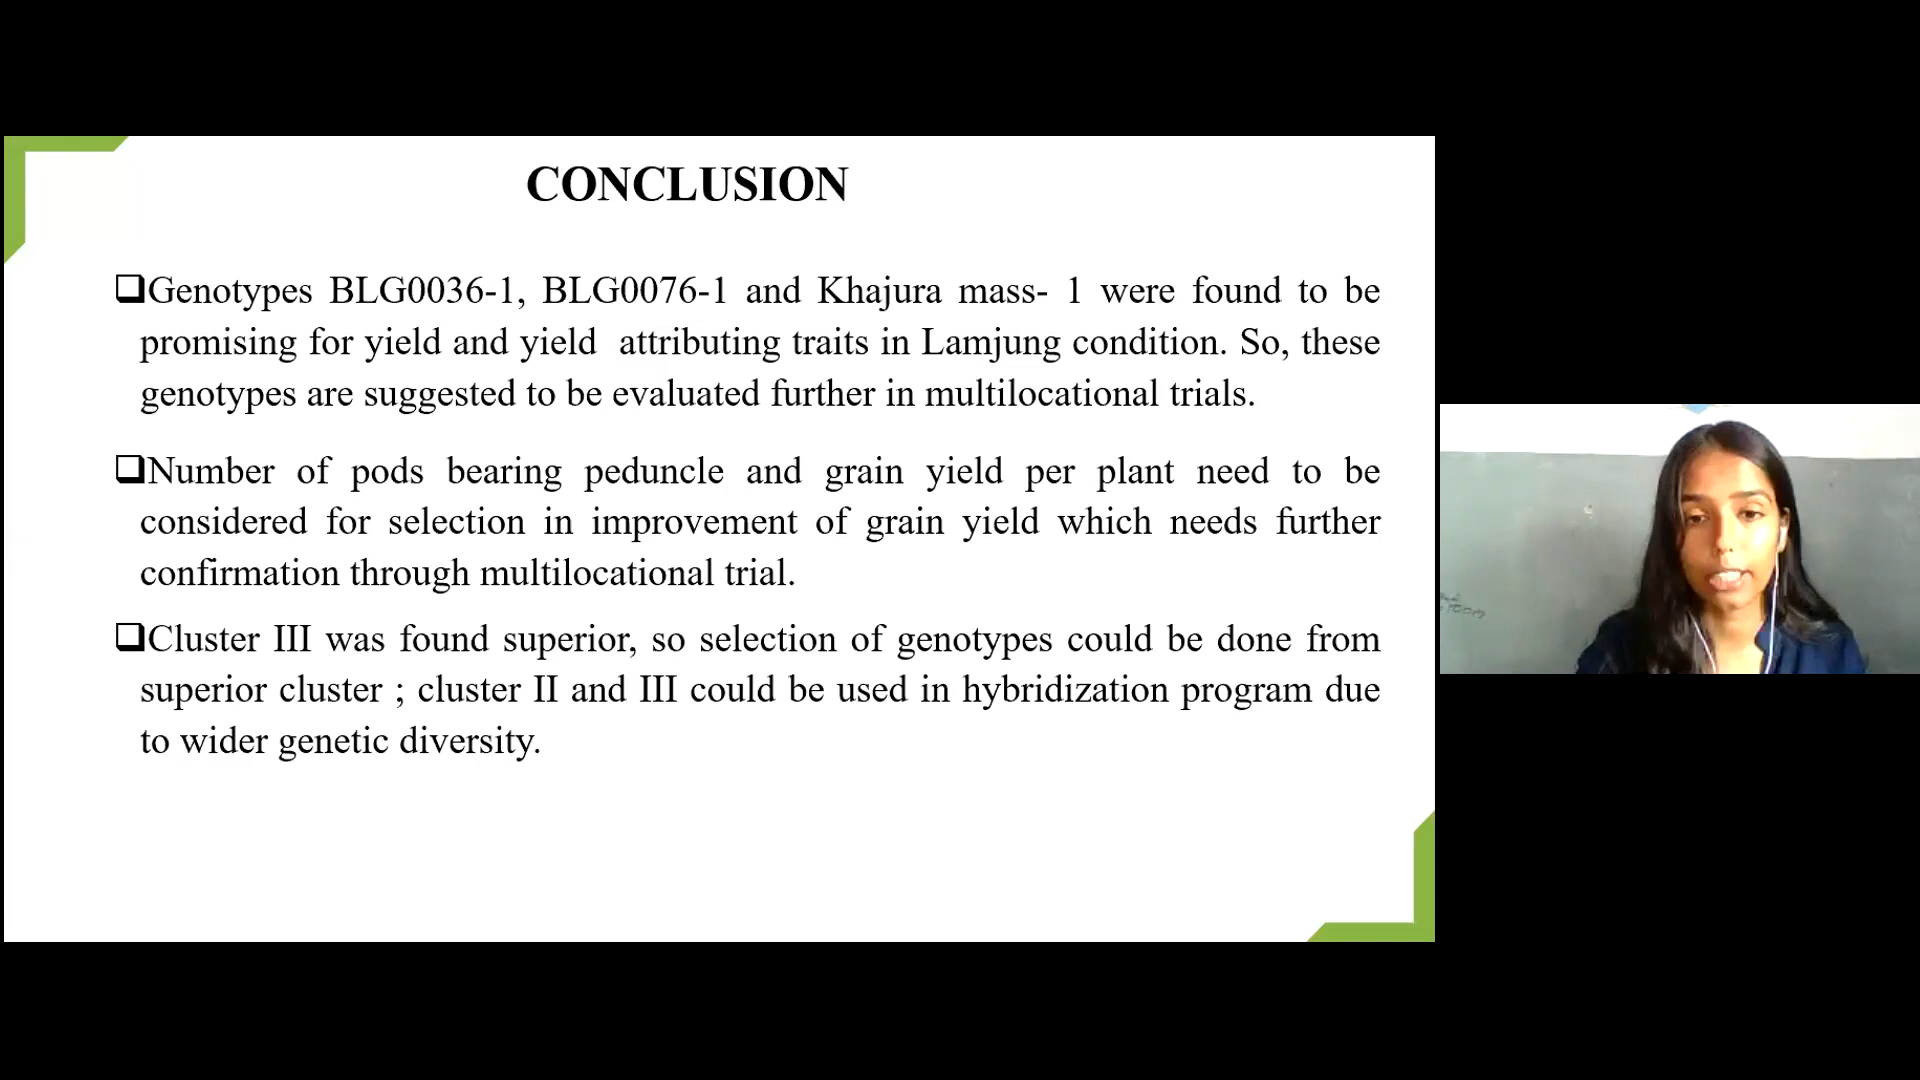 CONCLUSION
❑Genotypes BLG0036-1, BLG0076-1 and Khajura mass- 1 were found to be
promising for yield and yield attributing traits in Lamjung condition. So, these
genotypes are suggested to be evaluated further in multilocational trials.
❑Number of pods bearing peduncle and grain yield per plant need to be
considered for selection in improvement of grain yield which needs further
confirmation through multilocational trial.
❑Cluster III was found superior, so selection of genotypes could be done from
superior cluster ; cluster II and III could be used in hybridization program due
to wider genetic diversity.